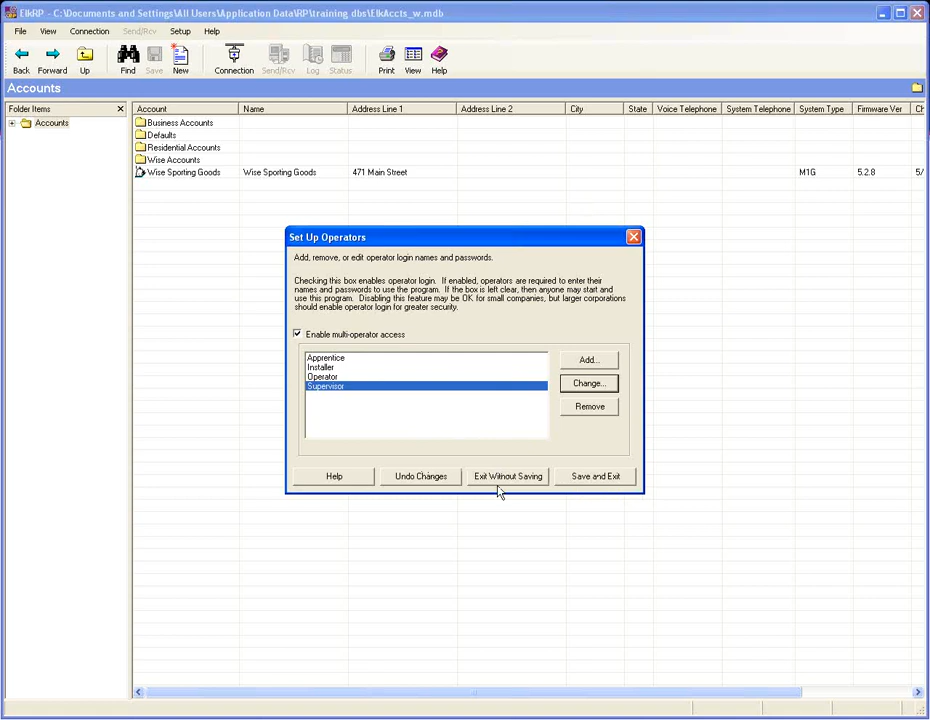 ElkRP - C:\Documents and Settings\All Users\Application Data\RP\training dbs\ElkAccts_w.mdb
File View Connection Send/Rcv Setup Help
Back Forward Up Find Save New Connection Send/Rcv Log Status Print View Help
Accounts
Folder Items
Account Name Address Line 1 Address Line 2 City State Voice Telephone System Telephone System Type Firmware Ver
Accounts
Business Accounts
Defaults
Residential Accounts
Wise Accounts
Wise Sporting Goods Wise Sporting Goods 471 Main Street M1G 5.2.8 5/
Set Up Operators
Add, remove, or edit operator login names and passwords.
Checking this box enables operator login. If enabled, operators are required to enter their
names and passwords to use the program. If the box is left clear, then anyone may start and
use this program. Disabling this feature may be OK for small companies, but larger corporations
should enable operator login for greater security.
Enable multi-operator access
Apprentice
Installer
Operator
Supervisor
Add...
Change...
Remove
Help Undo Changes Exit Without Saving Save and Exit